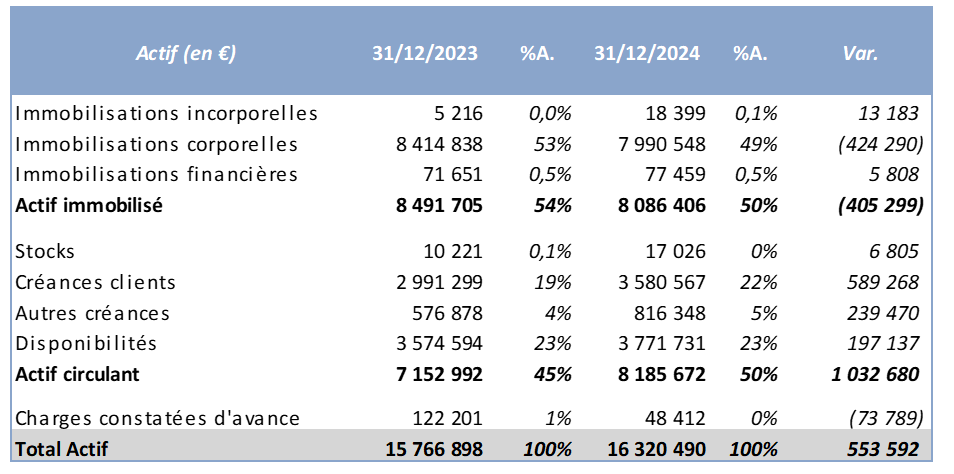 Actif (en €) 31/12/2023 %A. 31/12/2024 %A. Var.
Immobilisations incorporelles 5 216 0,0% 18 399 0,1% 13 183
Immobilisations corporelles 8 414 838 53% 7 990 548 49% (424 290)
Immobilisations financières 71 651 0,5% 77 459 0,5% 5 808
Actif immobilisé 8 491 705 54% 8 086 406 50% (405 299)
Stocks 10 221 0,1% 17 026 0% 6 805
Créances clients 2 991 299 19% 3 580 567 22% 589 268
Autres créances 576 878 4% 816 348 5% 239 470
Disponibilités 3 574 594 23% 3 771 731 23% 197 137
Actif circulant 7 152 992 45% 8 185 672 50% 1 032 680
Charges constatées d'avance 122 201 1% 48 412 0% (73 789)
Total Actif 15 766 898 100% 16 320 490 100% 553 592